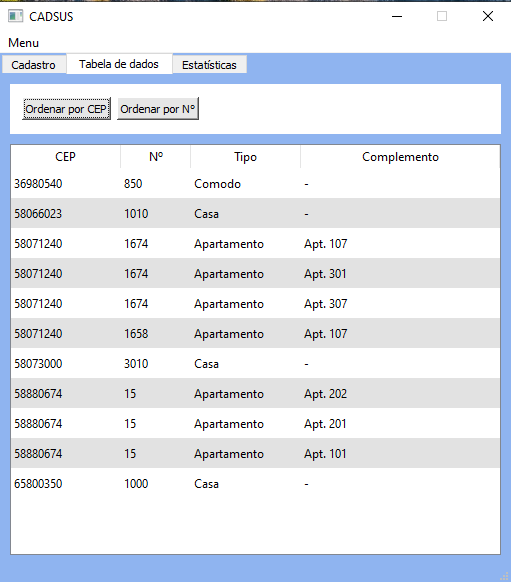 CADSUS
Menu
Cadastro Tabela de dados Estatísticas
Ordenar por CEP Ordenar por Nº
CEP Nº Tipo Complemento
36980540 850 Comodo -
58066023 1010 Casa -
58071240 1674 Apartamento Apt. 107
58071240 1674 Apartamento Apt. 301
58071240 1674 Apartamento Apt. 307
58071240 1658 Apartamento Apt. 107
58073000 3010 Casa -
58880674 15 Apartamento Apt. 202
58880674 15 Apartamento Apt. 201
58880674 15 Apartamento Apt. 101
65800350 1000 Casa -